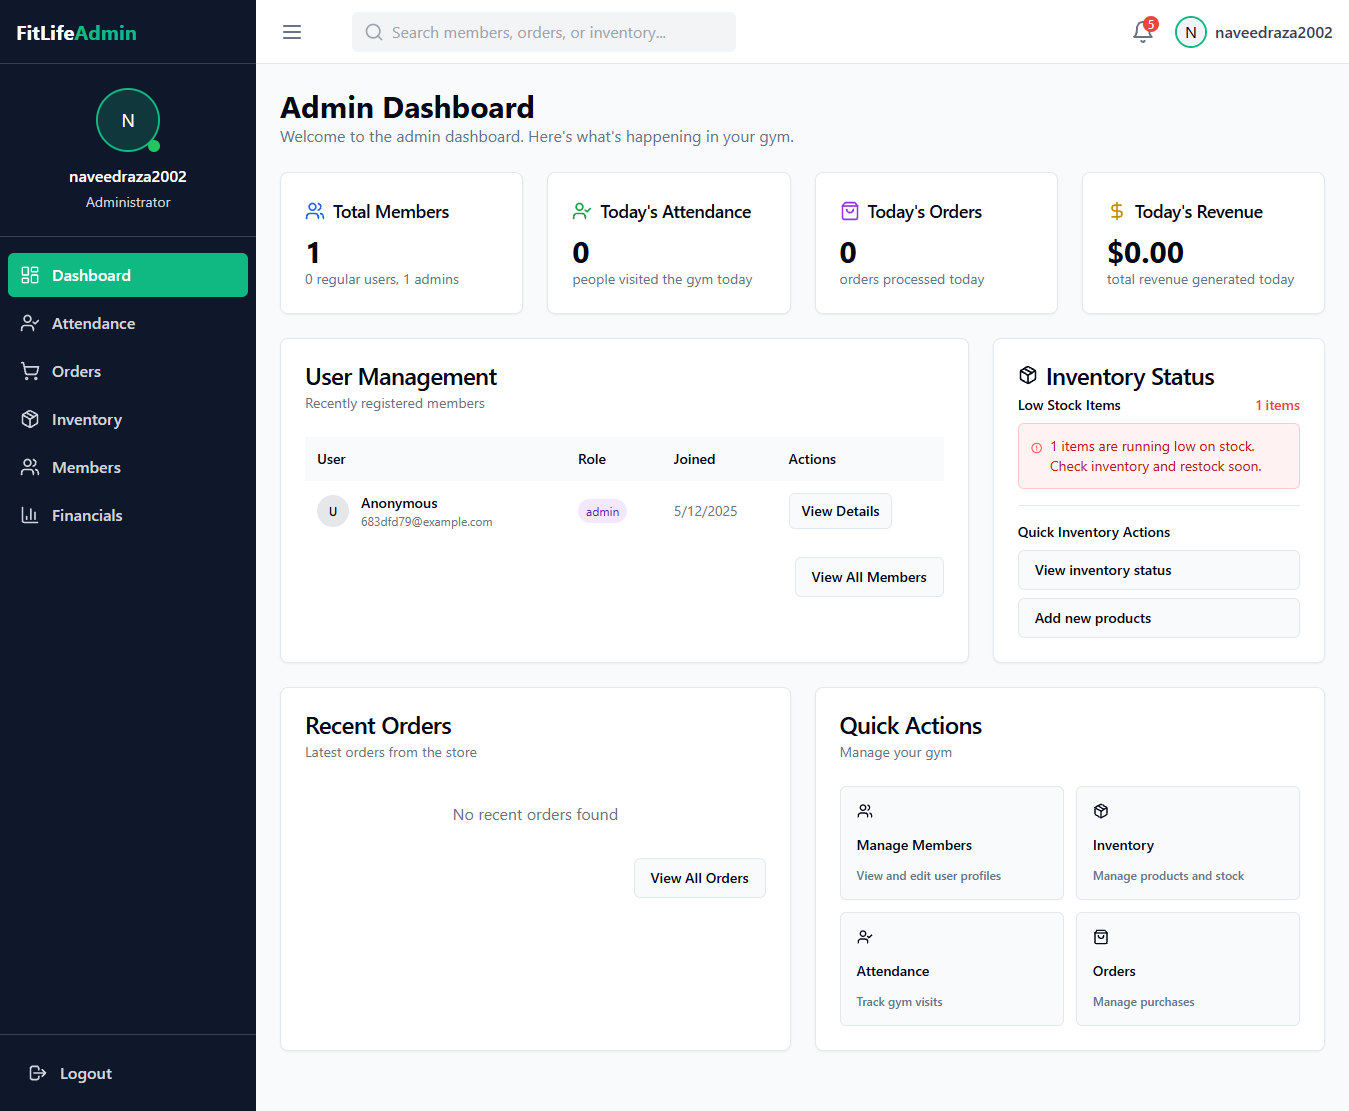 FitLifeAdmin
N
naveedraza2002
Administrator
Dashboard
Attendance
Orders
Inventory
Members
Financials
Logout
Search members, orders, or inventory...
5
N
naveedraza2002
Admin Dashboard
Welcome to the admin dashboard. Here's what's happening in your gym.
Total Members
1
0 regular users, 1 admins
Today's Attendance
0
people visited the gym today
Today's Orders
0
orders processed today
Today's Revenue
$0.00
total revenue generated today
User Management
Recently registered members
User Role Joined Actions
U
Anonymous
683dfd79@example.com
admin
5/12/2025
View Details
View All Members
Inventory Status
Low Stock Items 1 items
1 items are running low on stock.
Check inventory and restock soon.
Quick Inventory Actions
View inventory status
Add new products
Recent Orders
Latest orders from the store
No recent orders found
View All Orders
Quick Actions
Manage your gym
Manage Members
View and edit user profiles
Inventory
Manage products and stock
Attendance
Track gym visits
Orders
Manage purchases